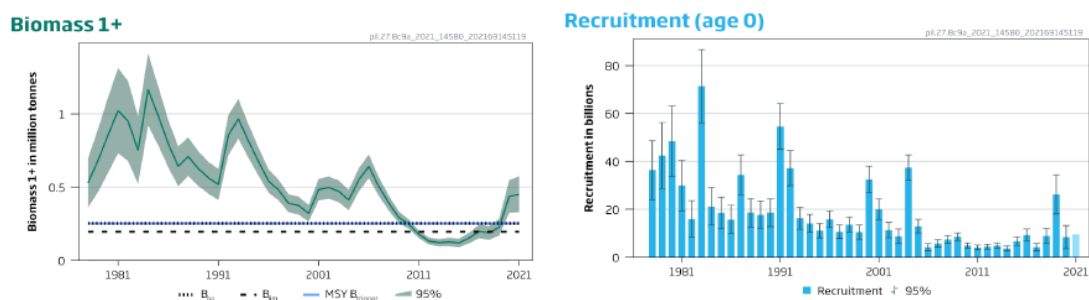 Biomass 1+
pil.27.8c9a_2021_14580_202169145119
Biomass 1+ in million tonnes
1
0.5
0
1981
1991
2001
2011
2021
MSY B
95%
Recruitment (age 0)
pil.27.8c9a_2021_14580_202169145119
Recruitment in billions
80
60
40
20
0
1981
1991
2001
2011
2021
Recruitment
95%